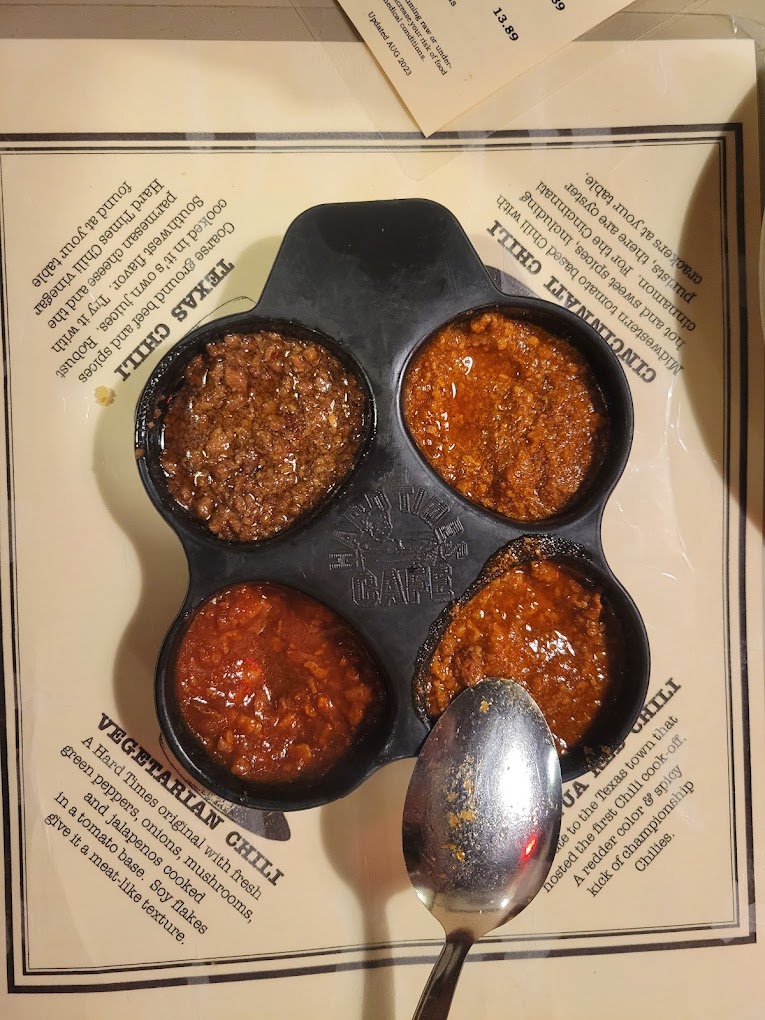 13.89
Updated AUG 2023
TEXAS CHILI
Coarse ground beef and spices
cooked in it's own juices. Robust
Southwest flavor. Try it with
parmesan cheese and the
Hard Times Chili vinegar
found at your table
CINCINNATI CHILI
Midwestern tomato based Chili with
hot and sweet spices, including
cinnamon. For the Cincinnati
purists, there are oyster
crackers at your table.
HARD TIMES
CAFE
VEGETARIAN CHILI
A Hard Times original with fresh
green peppers, onions, mushrooms,
and jalapenos cooked
in a tomato base. Soy flakes
give it a meat-like texture.
CHILI
to the Texas town that
hosted the first Chili cook-off.
A redder color & spicy
kick of championship
Chilies.